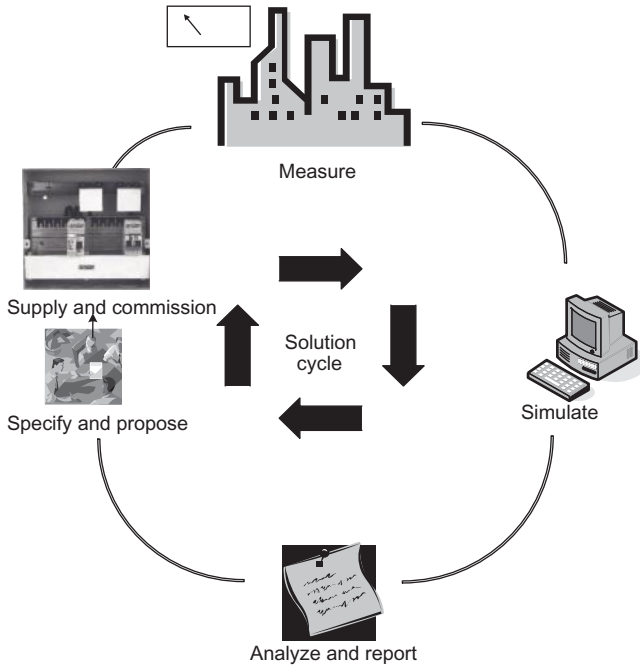 Measure
Supply and commission
Solution
cycle
Simulate
Specify and propose
Analyze and report